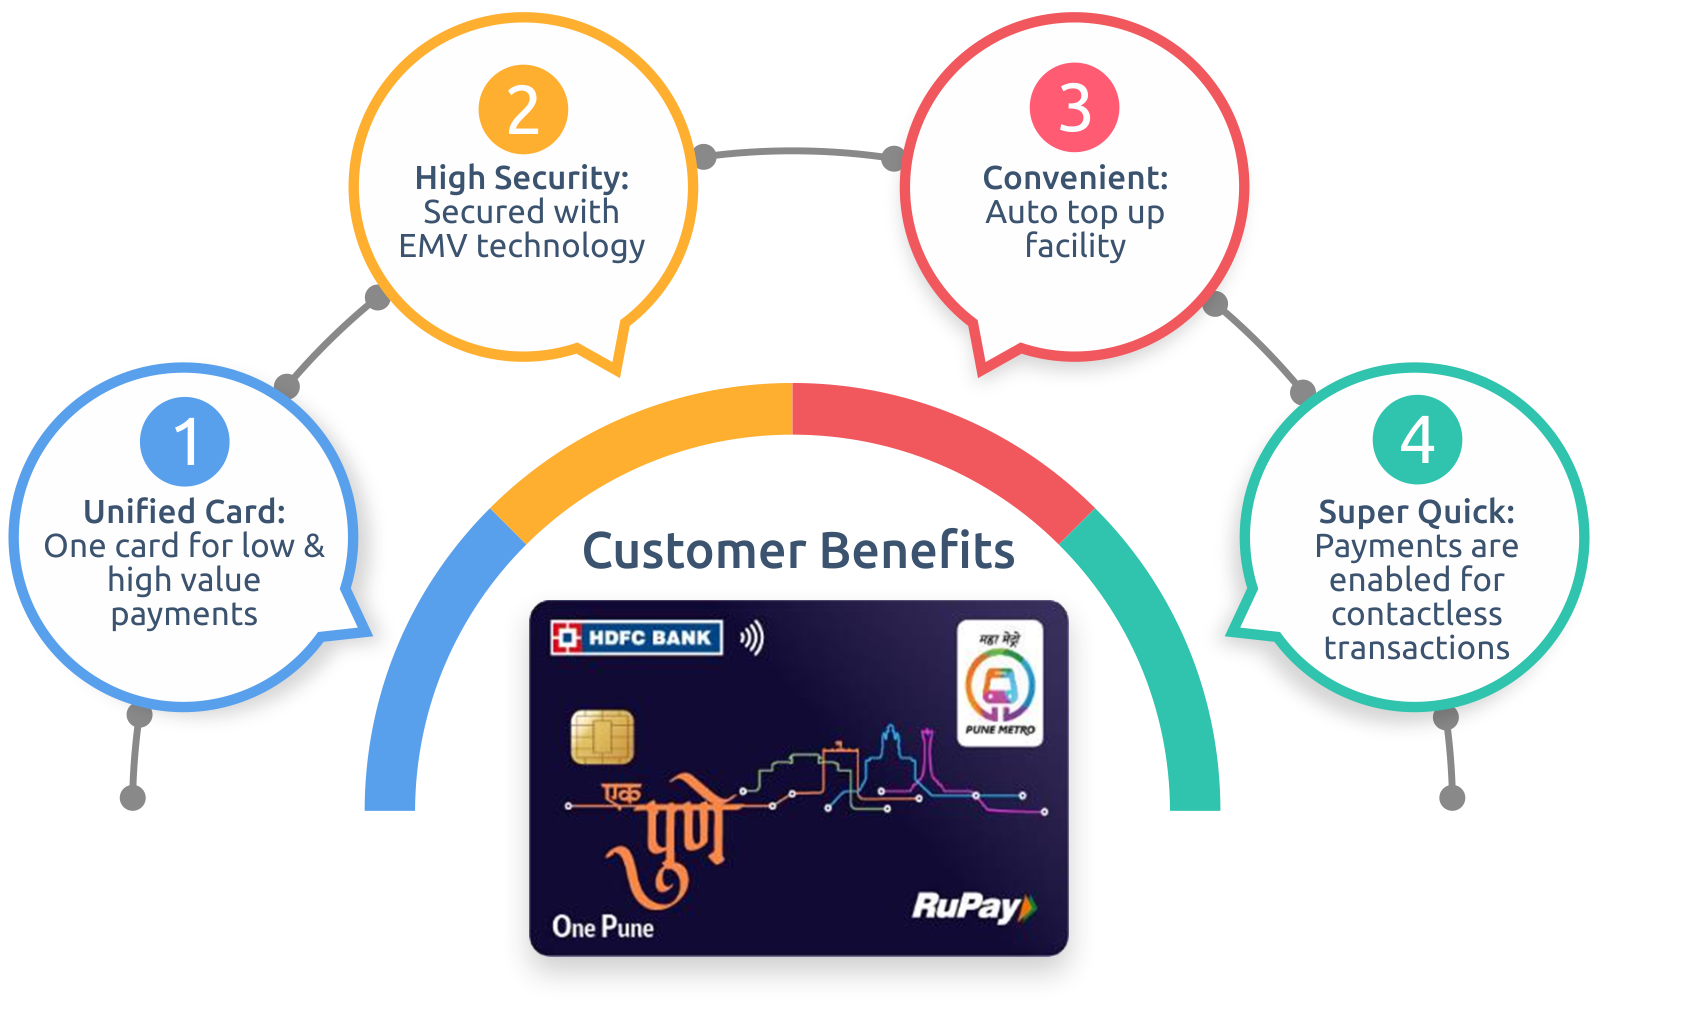 1
Unified Card:
One card for low &
high value
payments
2
High Security:
Secured with
EMV technology
3
Convenient:
Auto top up
facility
4
Super Quick:
Payments are
enabled for
contactless
transactions
Customer Benefits
HDFC BANK
महा मेट्रो
PUNE METRO
एक
पुणे
One Pune
RuPay